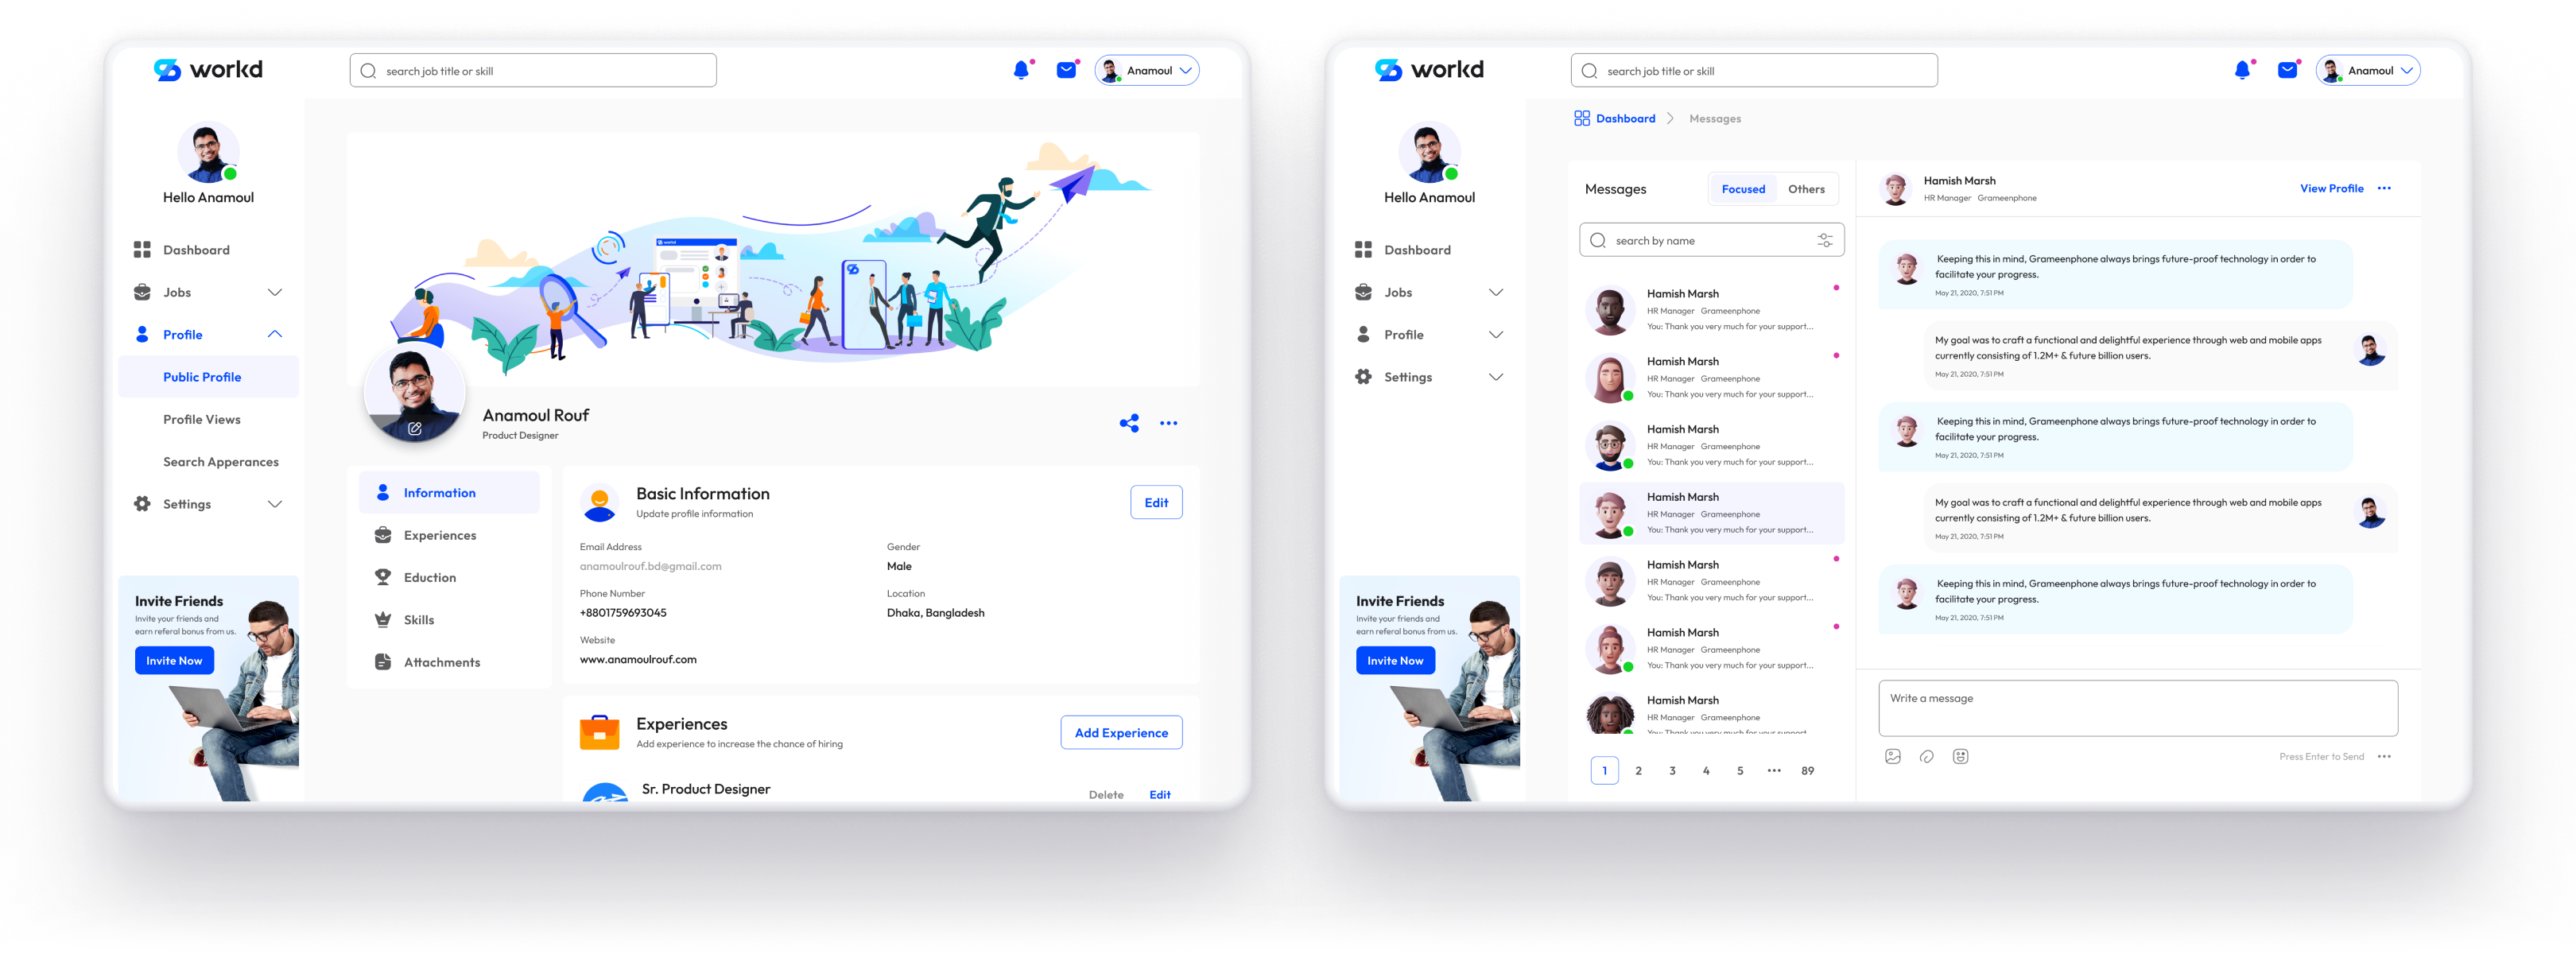 workd
search job title or skill
Anamoul
Hello Anamoul
Dashboard
Jobs
Profile
Public Profile
Profile Views
Search Apperances
Settings
Invite Friends
Invite your friends and
earn referal bonus from us.
Invite Now
workd
Anamoul Rouf
Product Designer
Information
Experiences
Eduction
Skills
Attachments
Basic Information
Update profile information
Edit
Email Address
anamoulrouf.bd@gmail.com
Gender
Male
Phone Number
+8801759693045
Location
Dhaka, Bangladesh
Website
www.anamoulrouf.com
Experiences
Add experience to increase the chance of hiring
Add Experience
Sr. Product Designer
Delete
Edit
workd
search job title or skill
Anamoul
Hello Anamoul
Dashboard
Jobs
Profile
Settings
Invite Friends
Invite your friends and
earn referal bonus from us.
Invite Now
Dashboard
Messages
Messages
Focused
Others
search by name
Hamish Marsh
HR Manager Grameenphone
You: Thank you very much for your support...
Hamish Marsh
HR Manager Grameenphone
You: Thank you very much for your support...
Hamish Marsh
HR Manager Grameenphone
You: Thank you very much for your support...
Hamish Marsh
HR Manager Grameenphone
You: Thank you very much for your support...
Hamish Marsh
HR Manager Grameenphone
You: Thank you very much for your support...
Hamish Marsh
HR Manager Grameenphone
You: Thank you very much for your support...
Hamish Marsh
HR Manager Grameenphone
You: Thank you very much for your support...
1 2 3 4 5 ... 89
Hamish Marsh
HR Manager Grameenphone
View Profile
Keeping this in mind, Grameenphone always brings future-proof technology in order to
facilitate your progress.
May 21, 2020, 7:51 PM
My goal was to craft a functional and delightful experience through web and mobile apps
currently consisting of 1.2M+ & future billion users.
May 21, 2020, 7:51 PM
Keeping this in mind, Grameenphone always brings future-proof technology in order to
facilitate your progress.
May 21, 2020, 7:51 PM
My goal was to craft a functional and delightful experience through web and mobile apps
currently consisting of 1.2M+ & future billion users.
May 21, 2020, 7:51 PM
Keeping this in mind, Grameenphone always brings future-proof technology in order to
facilitate your progress.
May 21, 2020, 7:51 PM
Write a message
Press Enter to Send